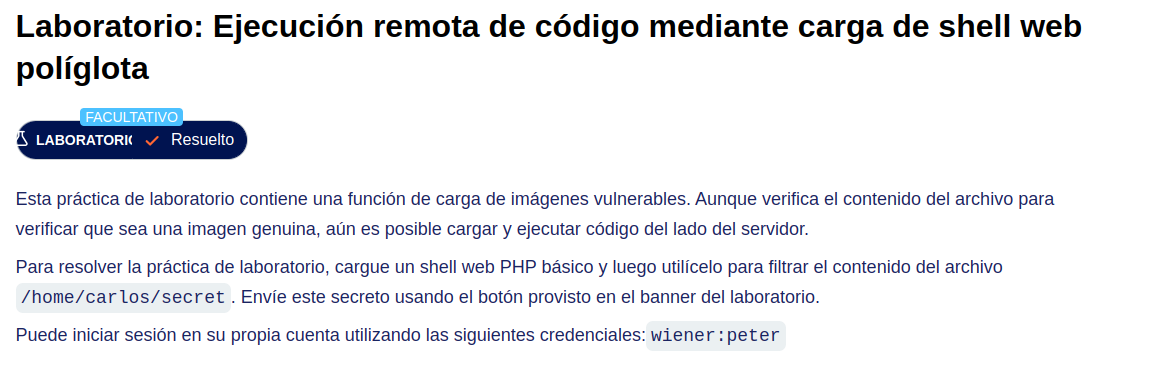 Laboratorio: Ejecución remota de código mediante carga de shell web
políglota
FACULTATIVO
LABORATORIO Resuelto
Esta práctica de laboratorio contiene una función de carga de imágenes vulnerables. Aunque verifica el contenido del archivo para
verificar que sea una imagen genuina, aún es posible cargar y ejecutar código del lado del servidor.
Para resolver la práctica de laboratorio, cargue un shell web PHP básico y luego utilícelo para filtrar el contenido del archivo
/home/carlos/secret. Envíe este secreto usando el botón provisto en el banner del laboratorio.
Puede iniciar sesión en su propia cuenta utilizando las siguientes credenciales: wiener:peter